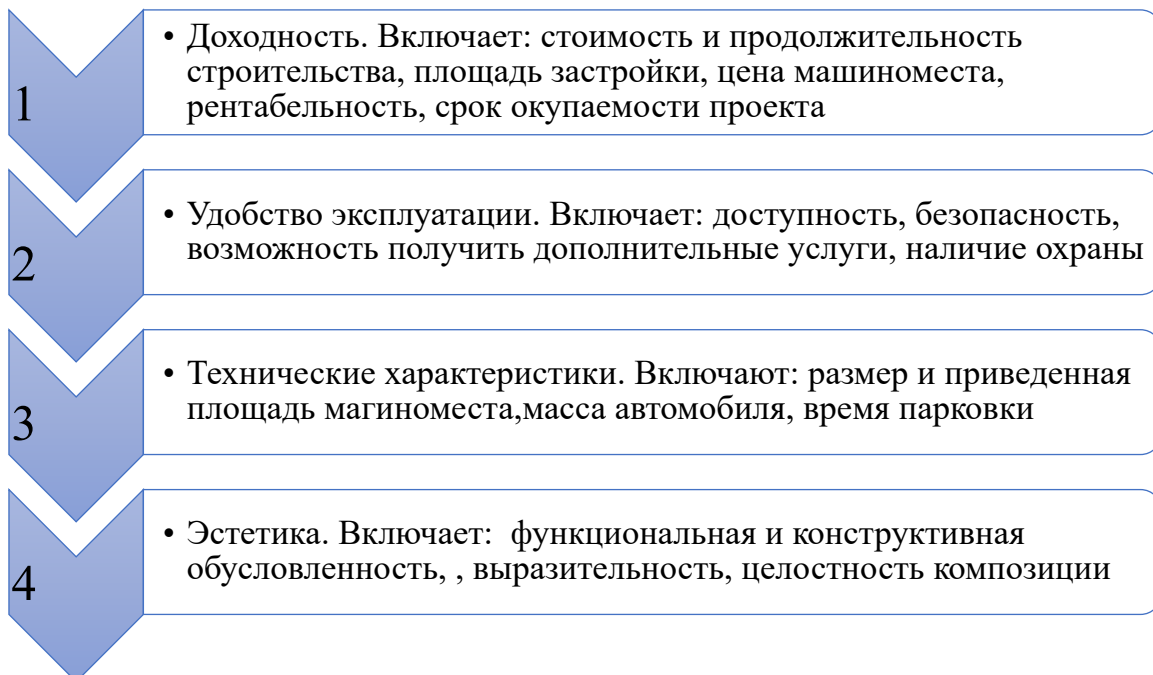 1
• Доходность. Включает: стоимость и продолжительность
строительства, площадь застройки, цена машиноместа,
рентабельность, срок окупаемости проекта
2
• Удобство эксплуатации. Включает: доступность, безопасность,
возможность получить дополнительные услуги, наличие охраны
3
• Технические характеристики. Включают: размер и приведенная
площадь магиноместа,масса автомобиля, время парковки
4
• Эстетика. Включает:  функциональная и конструктивная
обусловленность, , выразительность, целостность композиции